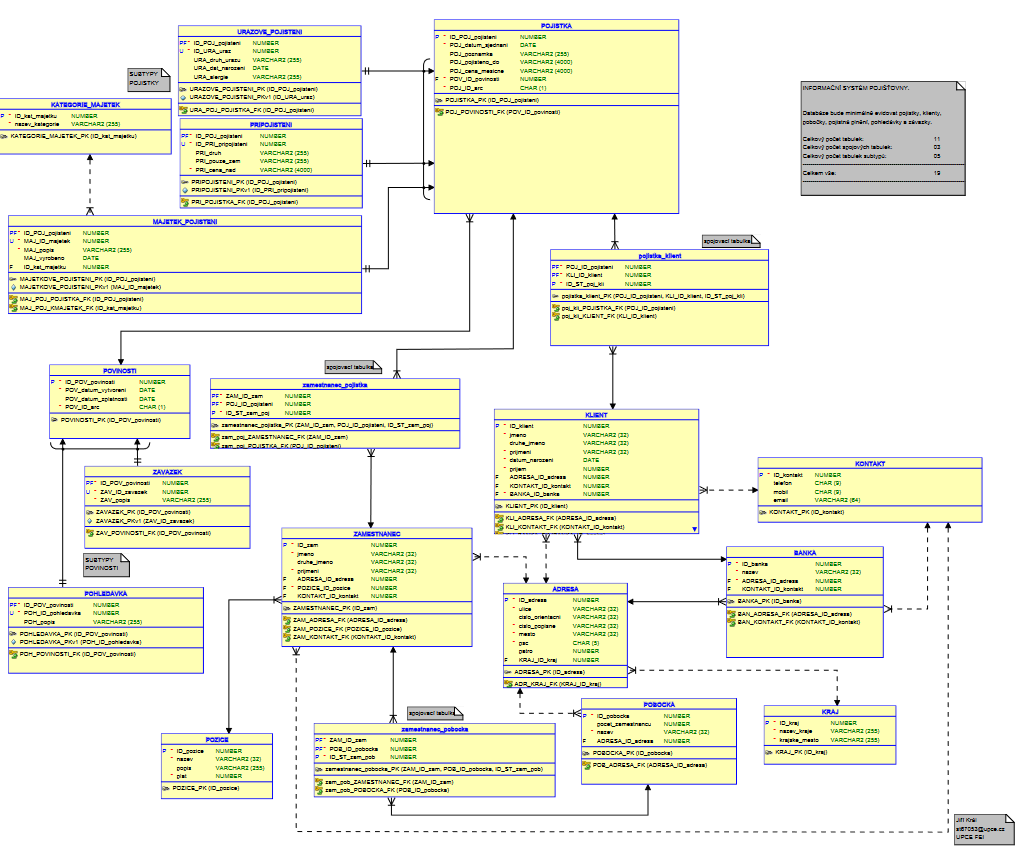 URAZOVE_POJISTENI
PF* ID_POJ_pojisteni NUMBER
U * ID_URA_uraz NUMBER
URA_druh_urazu VARCHAR2 (255)
URA_dat_narozeni DATE
URA_alergie VARCHAR2 (255)
URAZOVE_POJISTENI_PK (ID_POJ_pojisteni)
URAZOVE_POJISTENI_PKv1 (ID_URA_uraz)
URA_POJ_POJISTKA_FK (ID_POJ_pojisteni)
POJISTKA
P * ID_POJ_pojisteni NUMBER
* POJ_datum_sjednani DATE
POJ_poznamka VARCHAR2 (255)
* POJ_pojisteno_do VARCHAR2 (4000)
* POJ_cena_mesicne VARCHAR2 (4000)
F * POV_ID_povinosti NUMBER
* POJ_ID_arc CHAR (1)
POJISTKA_PK (ID_POJ_pojisteni)
POJ_POVINOSTI_FK (POV_ID_povinosti)
SUBTYPY
POJISTKY
INFORMAČNÍ SYSTÉM POJIŠŤOVNY.
Databáze bude minimálně evidovat pojistky, klienty,
pobočky, pojistná plnění, pohledávky a závazky.
Celkový počet tabulek: 11
Celkový počet spojových tabulek: 03
Celkový počet tabulek subtypů: 05
Celkem vše: 19
KATEGORIE_MAJETEK
P * ID_kat_majetku NUMBER
* nazev_kategorie VARCHAR2 (255)
KATEGORIE_MAJETEK_PK (ID_kat_majetku)
PRIPOJISTENI
PF* ID_POJ_pojisteni NUMBER
U * ID_PRI_pripojisteni NUMBER
* PRI_druh VARCHAR2 (255)
* PRI_pouze_zem VARCHAR2 (255)
* PRI_cena_nad VARCHAR2 (4000)
PRIPOJISTENI_PK (ID_POJ_pojisteni)
PRIPOJISTENI_PKv1 (ID_PRI_pripojisteni)
PRI_POJISTKA_FK (ID_POJ_pojisteni)
MAJETEK_POJISTENI
PF* ID_POJ_pojisteni NUMBER
U * MAJ_ID_majetek NUMBER
* MAJ_popis VARCHAR2 (255)
MAJ_vyrobeno DATE
F ID_kat_majetku NUMBER
MAJETKOVE_POJISTENI_PK (ID_POJ_pojisteni)
MAJETKOVE_POJISTENI_PKv1 (MAJ_ID_majetek)
MAJ_POJ_POJISTKA_FK (ID_POJ_pojisteni)
MAJ_POJ_KMAJETEK_FK (ID_kat_majetku)
spojovací tabulka
pojistka_klient
PF* POJ_ID_pojisteni NUMBER
PF* KLI_ID_klient NUMBER
P * ID_ST_poj_kli NUMBER
pojistka_klient_PK (POJ_ID_pojisteni, KLI_ID_klient, ID_ST_poj_kli)
poj_kli_POJISTKA_FK (POJ_ID_pojisteni)
poj_kli_KLIENT_FK (KLI_ID_klient)
POVINOSTI
P * ID_POV_povinosti NUMBER
* POV_datum_vytvoreni DATE
* POV_datum_splatnosti DATE
* POV_ID_arc CHAR (1)
POVINOSTI_PK (ID_POV_povinosti)
spojovací tabulka
zamestnanec_pojistka
PF* ZAM_ID_zam NUMBER
PF* POJ_ID_pojisteni NUMBER
P * ID_ST_zam_poj NUMBER
zamestnanec_pojistka_PK (ZAM_ID_zam, POJ_ID_pojisteni, ID_ST_zam_poj)
zam_poj_ZAMESTNANEC_FK (ZAM_ID_zam)
zam_poj_POJISTKA_FK (POJ_ID_pojisteni)
KLIENT
P * ID_klient NUMBER
* jmeno VARCHAR2 (32)
druhe_jmeno VARCHAR2 (32)
* prijmeni VARCHAR2 (32)
* datum_narozeni DATE
* prijem NUMBER
F ADRESA_ID_adresa NUMBER
F KONTAKT_ID_kontakt NUMBER
F * BANKA_ID_banka NUMBER
KLIENT_PK (ID_klient)
KLI_ADRESA_FK (ADRESA_ID_adresa)
KLI_KONTAKT_FK (KONTAKT_ID_kontakt)
KONTAKT
P * ID_kontakt NUMBER
telefon CHAR (9)
mobil CHAR (9)
email VARCHAR2 (64)
KONTAKT_PK (ID_kontakt)
ZAVAZEK
PF* ID_POV_povinosti NUMBER
U * ZAV_ID_zavazek NUMBER
* ZAV_popis VARCHAR2 (255)
ZAVAZEK_PK (ID_POV_povinosti)
ZAVAZEK_PKv1 (ZAV_ID_zavazek)
ZAV_POVINOSTI_FK (ID_POV_povinosti)
SUBTYPY
POVINOSTI
POHLEDAVKA
PF* ID_POV_povinosti NUMBER
U * POH_ID_pohledavka NUMBER
POH_popis VARCHAR2 (255)
POHLEDAVKA_PK (ID_POV_povinosti)
POHLEDAVKA_PKv1 (POH_ID_pohledavka)
POH_POVINOSTI_FK (ID_POV_povinosti)
ZAMESTNANEC
P * ID_zam NUMBER
* jmeno VARCHAR2 (32)
druhe_jmeno VARCHAR2 (32)
* prijmeni VARCHAR2 (32)
F ADRESA_ID_adresa NUMBER
F * POZICE_ID_pozice NUMBER
F KONTAKT_ID_kontakt NUMBER
ZAMESTNANEC_PK (ID_zam)
ZAM_ADRESA_FK (ADRESA_ID_adresa)
ZAM_POZICE_FK (POZICE_ID_pozice)
ZAM_KONTAKT_FK (KONTAKT_ID_kontakt)
BANKA
P * ID_banka NUMBER
* nazev VARCHAR2 (32)
F * ADRESA_ID_adresa NUMBER
F KONTAKT_ID_kontakt NUMBER
BANKA_PK (ID_banka)
BAN_ADRESA_FK (ADRESA_ID_adresa)
BAN_KONTAKT_FK (KONTAKT_ID_kontakt)
ADRESA
P * ID_adresa NUMBER
* ulice VARCHAR2 (32)
cislo_orientacni VARCHAR2 (32)
* cislo_popisne VARCHAR2 (32)
* mesto VARCHAR2 (32)
* psc CHAR (5)
patro NUMBER
F KRAJ_ID_kraj NUMBER
ADRESA_PK (ID_adresa)
ADR_KRAJ_FK (KRAJ_ID_kraj)
POBOCKA
P * ID_pobocka NUMBER
* pocet_zamestnancu NUMBER
* nazev VARCHAR2 (32)
F ADRESA_ID_adresa NUMBER
POBOCKA_PK (ID_pobocka)
POB_ADRESA_FK (ADRESA_ID_adresa)
KRAJ
P * ID_kraj NUMBER
* nazev_kraje VARCHAR2 (255)
* krajske_mesto VARCHAR2 (255)
KRAJ_PK (ID_kraj)
spojovací tabulka
zamestnanec_pobocka
PF* ZAM_ID_zam NUMBER
PF* POB_ID_pobocka NUMBER
P * ID_ST_zam_pob NUMBER
zamestnanec_pobocka_PK (ZAM_ID_zam, POB_ID_pobocka, ID_ST_zam_pob)
zam_pob_ZAMESTNANEC_FK (ZAM_ID_zam)
zam_pob_POBOCKA_FK (POB_ID_pobocka)
POZICE
P * ID_pozice NUMBER
* nazev VARCHAR2 (32)
popis VARCHAR2 (255)
* plat NUMBER
POZICE_PK (ID_pozice)
Jiří Král
st67053@upce.cz
UPCE FEI